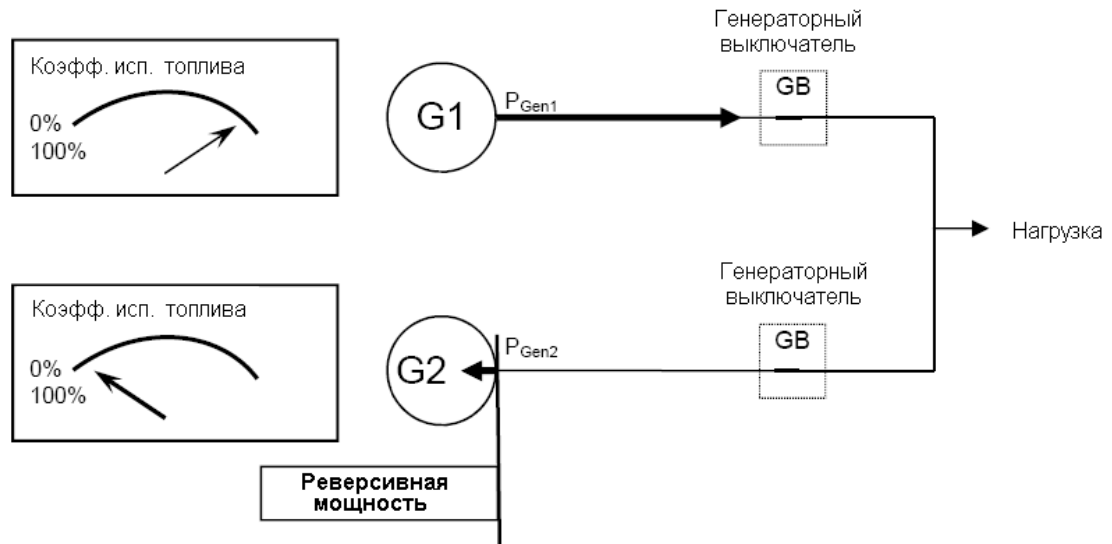 Генераторный
выключатель
Коэфф. исп. топлива
0%
100%
G1
PGen1
GB
Нагрузка
Генераторный
выключатель
Коэфф. исп. топлива
0%
100%
G2
PGen2
GB
Реверсивная
мощность